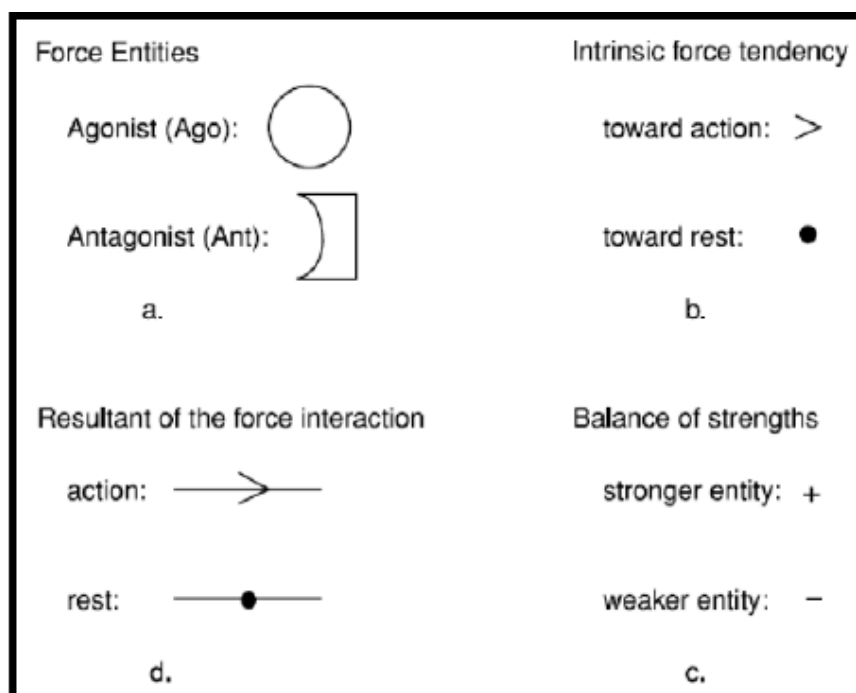 Force Entities
Agonist (Ago):
Antagonist (Ant):
a.
Intrinsic force tendency
toward action: >
toward rest: •
b.
Resultant of the force interaction
action:
rest:
d.
Balance of strengths
stronger entity: +
weaker entity: –
c.